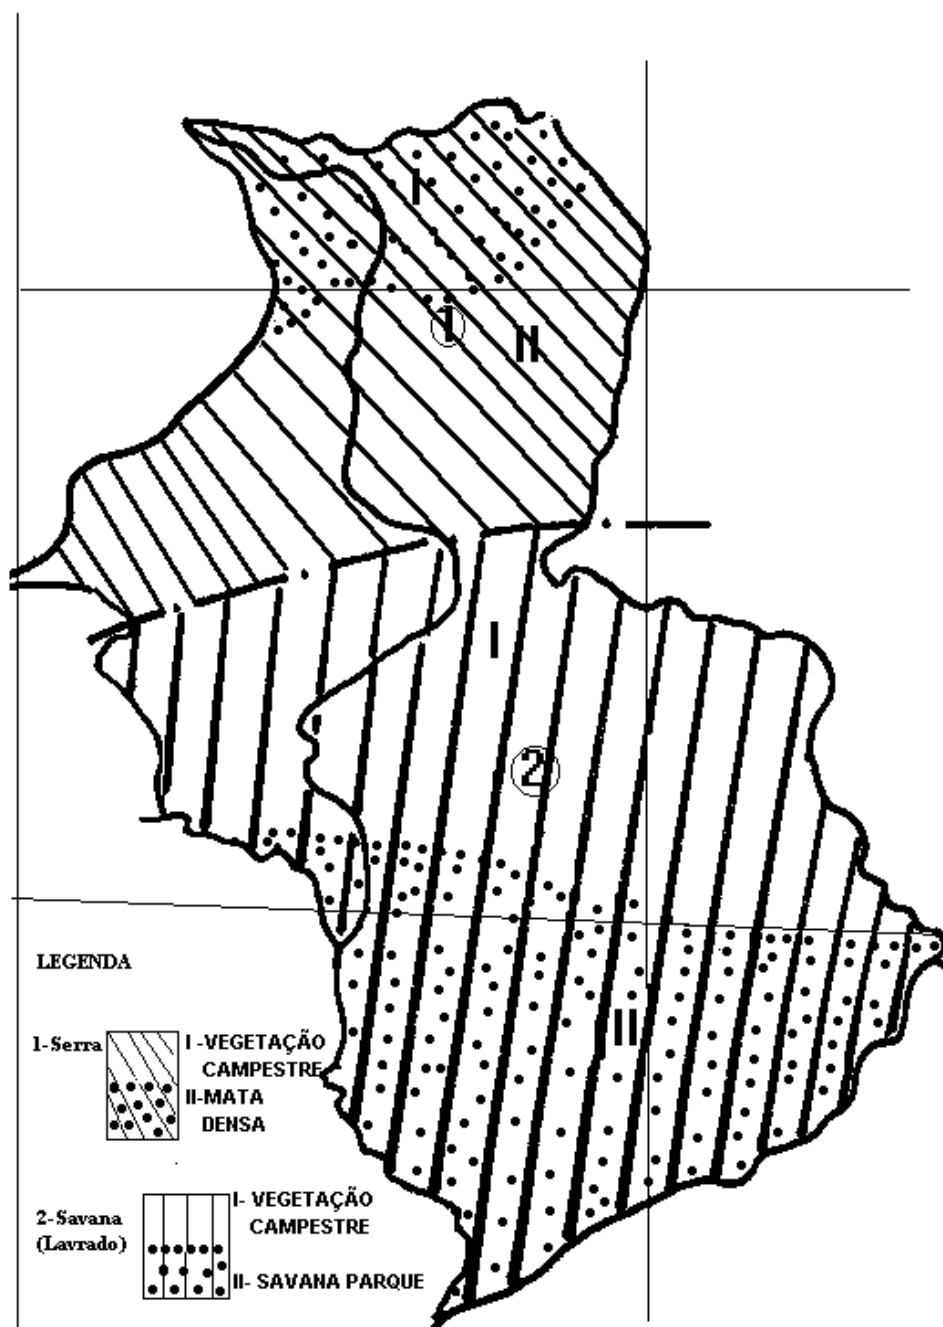 I
1
II
I
2
II
LEGENDA
1-Serra
I -VEGETAÇÃO
CAMPESTRE
II-MATA
DENSA
2-Savana
(Lavrado)
I- VEGETAÇÃO
CAMPESTRE
II- SAVANA PARQUE